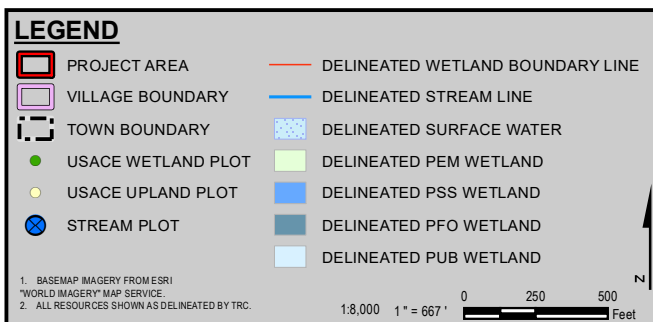 LEGEND
PROJECT AREA
VILLAGE BOUNDARY
TOWN BOUNDARY
USACE WETLAND PLOT
USACE UPLAND PLOT
STREAM PLOT
DELINEATED WETLAND BOUNDARY LINE
DELINEATED STREAM LINE
DELINEATED SURFACE WATER
DELINEATED PEM WETLAND
DELINEATED PSS WETLAND
DELINEATED PFO WETLAND
DELINEATED PUB WETLAND
1. BASEMAP IMAGERY FROM ESRI
"WORLD IMAGERY" MAP SERVICE.
2. ALL RESOURCES SHOWN AS DELINEATED BY TRC.
1:8,000 1 " = 667 '
0 250 500
Feet
N